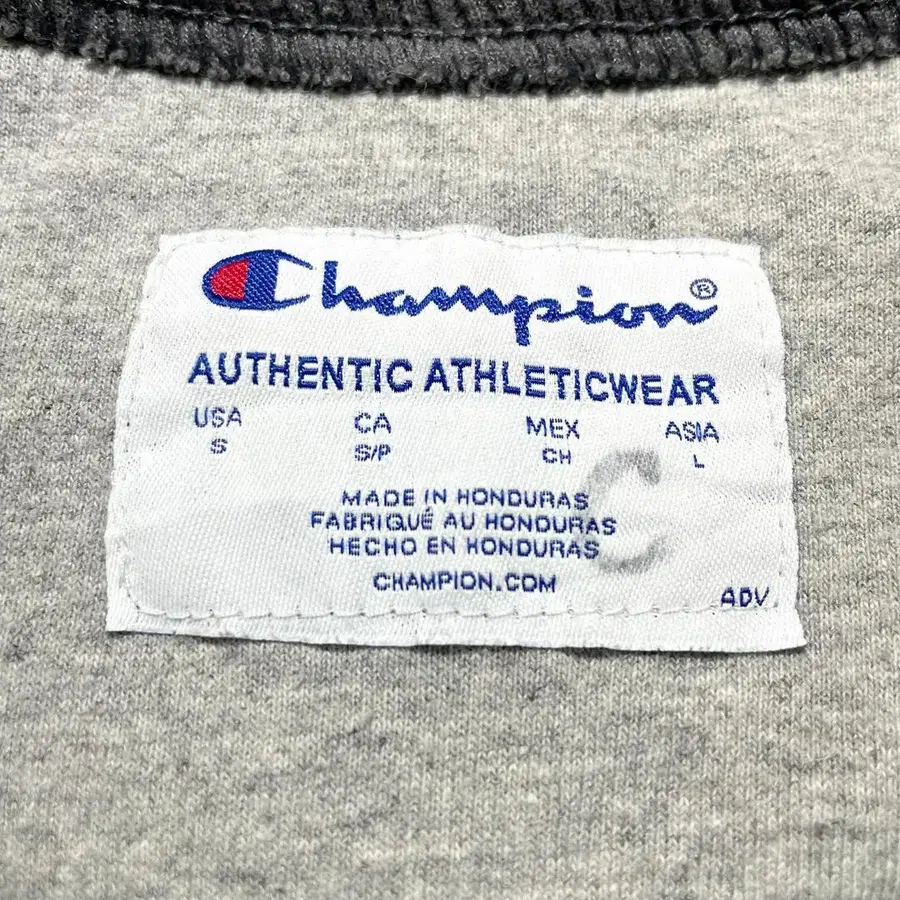 Champion®
AUTHENTIC ATHLETICWEAR
USA CA MEX ASIA
S S/P CH L
MADE IN HONDURAS
FABRIQUÉ AU HONDURAS
HECHO EN HONDURAS
C
CHAMPION.COM
ADV